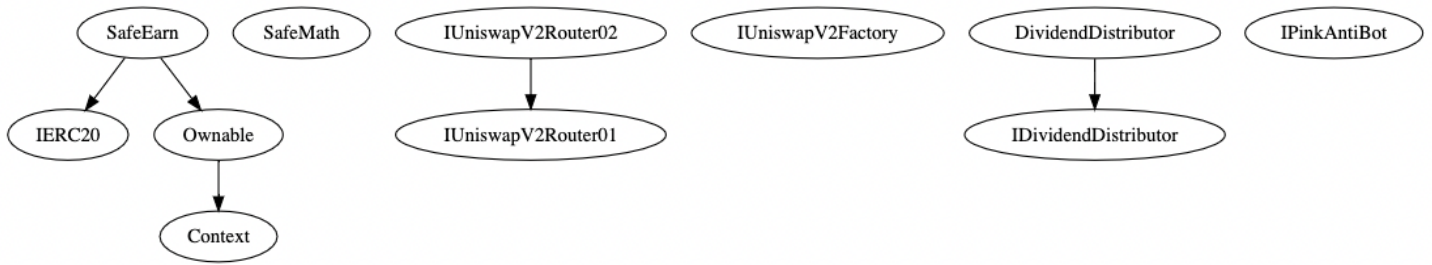 SafeEarn
SafeMath
IUniswapV2Router02
IUniswapV2Factory
DividendDistributor
IPinkAntiBot
IERC20
Ownable
IUniswapV2Router01
IDividendDistributor
Context